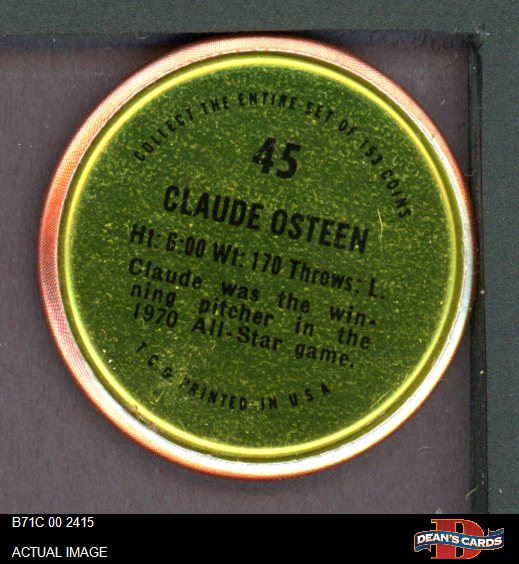 COLLECT THE ENTIRE SET OF 153 COINS
45
CLAUDE OSTEEN
Ht: 6:00 Wt: 170 Throws: L.
Claude was the win-
ning pitcher in the
1970 All-Star game.
T.C.G. PRINTED IN U.S.A.
B71C 00 2415
ACTUAL IMAGE
D
DEAN'S CARDS